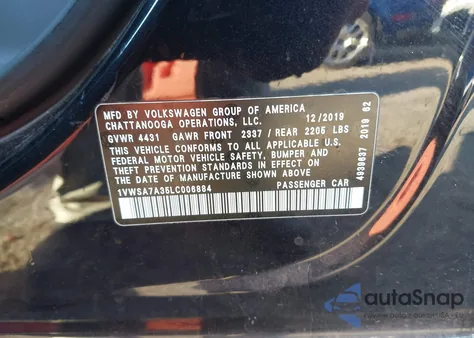 MFD BY VOLKSWAGEN GROUP OF AMERICA
CHATTANOOGA OPERATIONS, LLC. 12/2019
GVWR 4431 GAWR FRONT 2337 / REAR 2205 LBS
THIS VEHICLE CONFORMS TO ALL APPLICABLE U.S.
FEDERAL MOTOR VEHICLE SAFETY, BUMPER AND
THEFT PREVENTION STANDARDS IN EFFECT ON
THE DATE OF MANUFACTURE SHOWN ABOVE
1VWSA7A35LC006884 PASSENGER CAR
4939637 2019 62
autoSnap